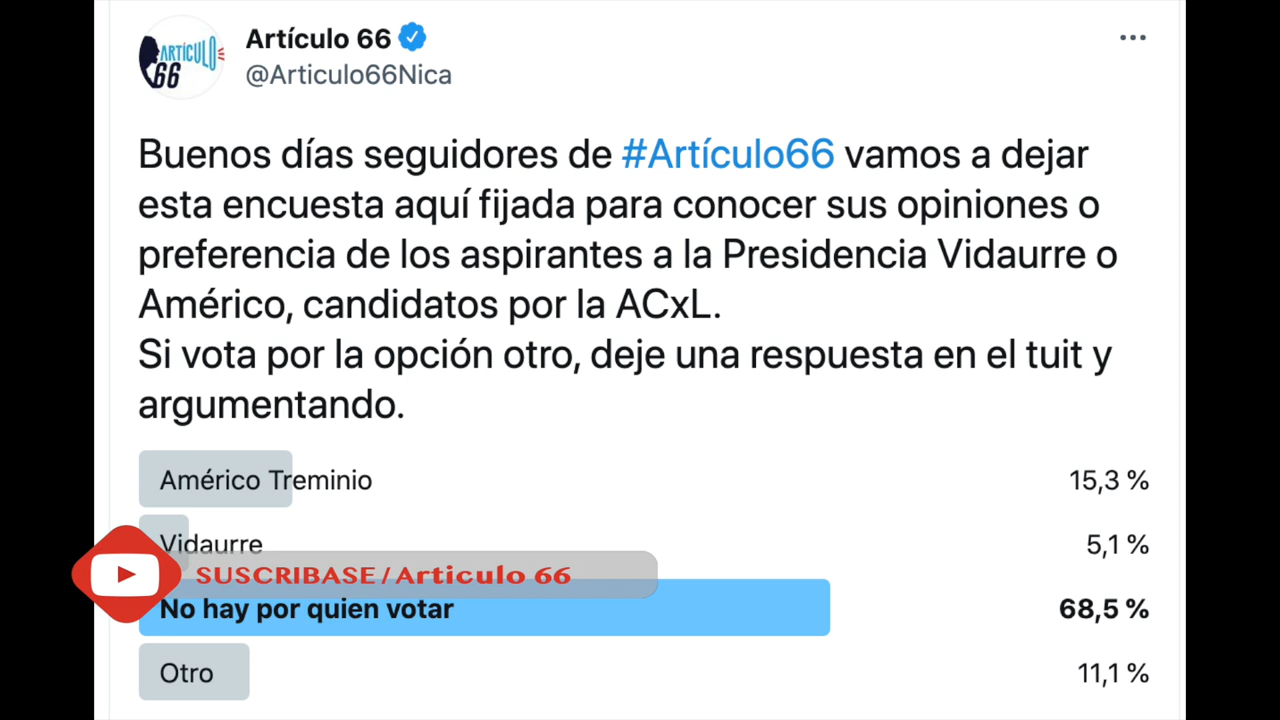 ARTÍCULO
66
Artículo 66
@Articulo66Nica
Buenos días seguidores de #Artículo66 vamos a dejar
esta encuesta aquí fijada para conocer sus opiniones o
preferencia de los aspirantes a la Presidencia Vidaurre o
Américo, candidatos por la ACxL.
Si vota por la opción otro, deje una respuesta en el tuit y
argumentando.
Américo Treminio 15,3 %
Vidaurre 5,1 %
SUSCRIBASE/Articulo 66
No hay por quien votar 68,5 %
Otro 11,1 %